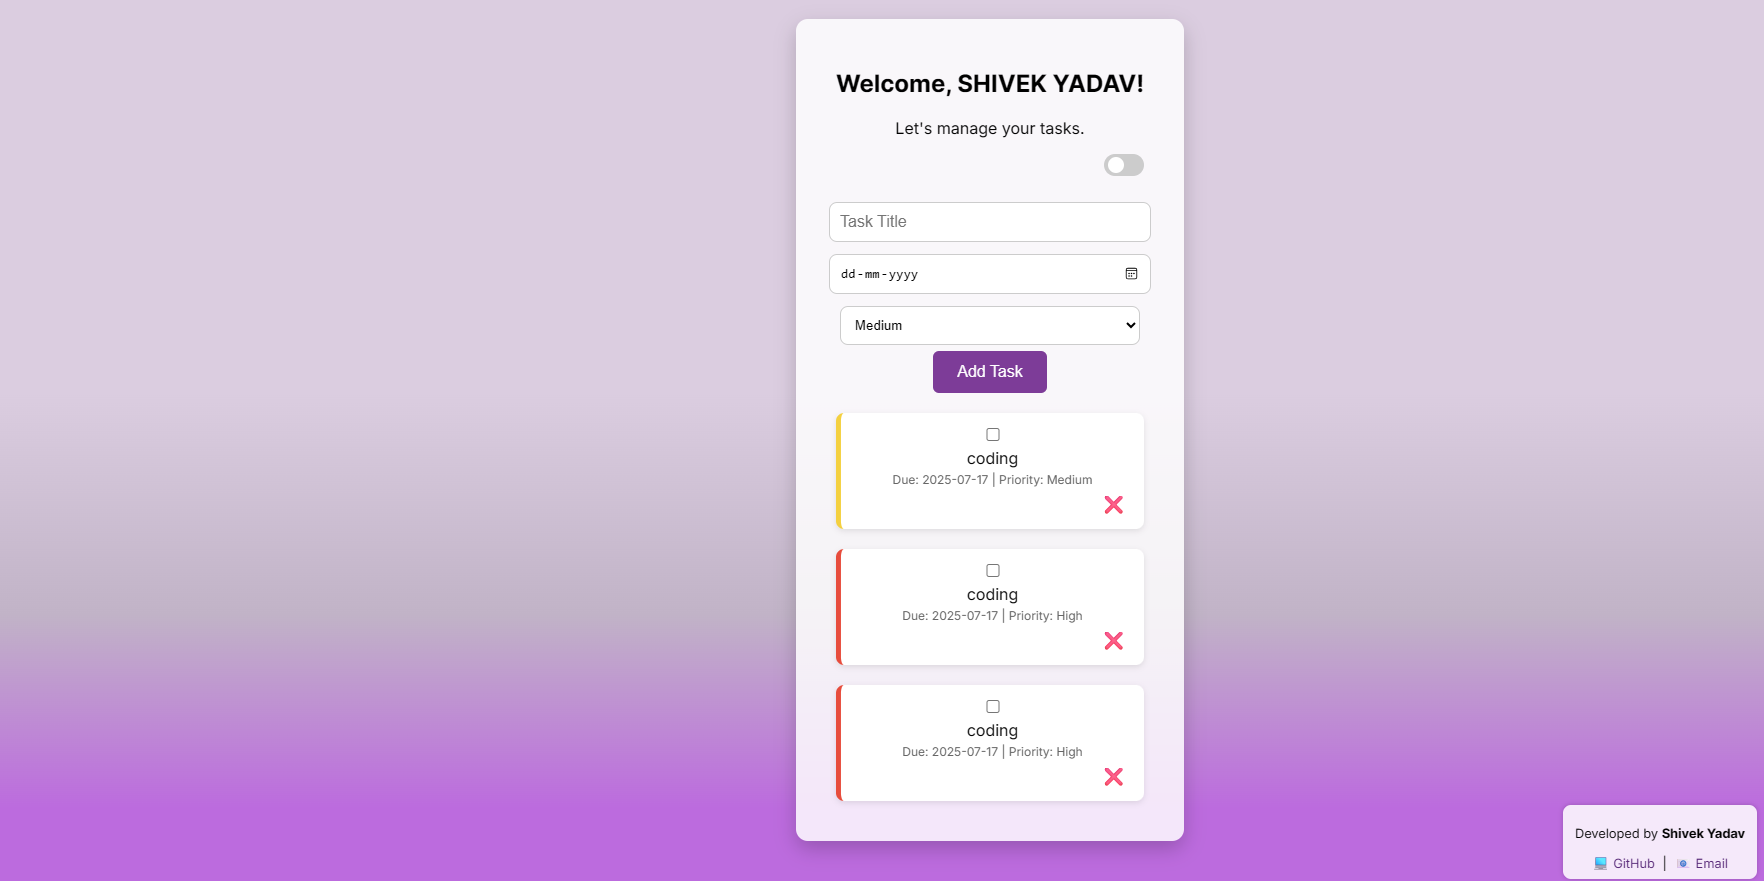 Welcome, SHIVEK YADAV!
Let's manage your tasks.
Task Title
dd-mm-yyyy
Medium
Add Task
coding
Due: 2025-07-17 | Priority: Medium
coding
Due: 2025-07-17 | Priority: High
coding
Due: 2025-07-17 | Priority: High
Developed by Shivek Yadav
GitHub | Email